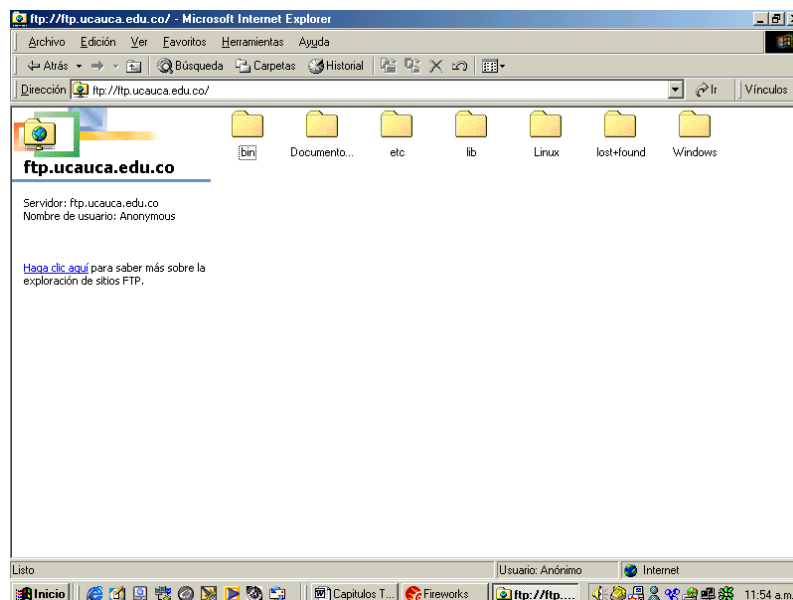 ftp://ftp.ucauca.edu.co/ - Microsoft Internet Explorer
Archivo Edición Ver Favoritos Herramientas Ayuda
Atrás Búsqueda Carpetas Historial
Dirección ftp://ftp.ucauca.edu.co/ Ir Vínculos
bin Documento... etc lib Linux lost+found Windows
ftp.ucauca.edu.co
Servidor: ftp.ucauca.edu.co
Nombre de usuario: Anonymous
Haga clic aquí para saber más sobre la
exploración de sitios FTP.
Listo Usuario: Anónimo Internet
Inicio Capitulos T... Fireworks ftp://ftp.... 11:54 a.m.